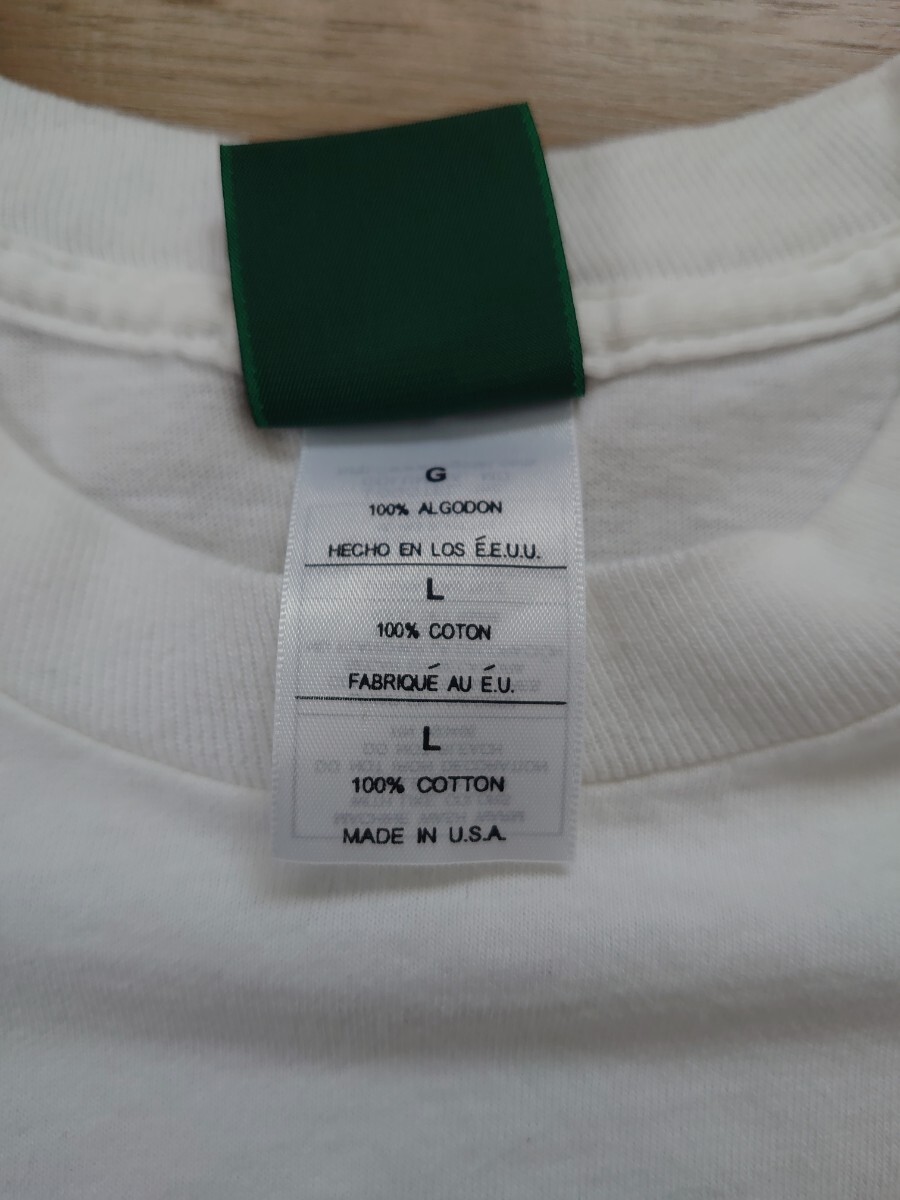 G
100% ALGODON
HECHO EN LOS É.E.U.U.
L
100% COTON
FABRIQUÉ AU É.U.
L
100% COTTON
MADE IN U.S.A.